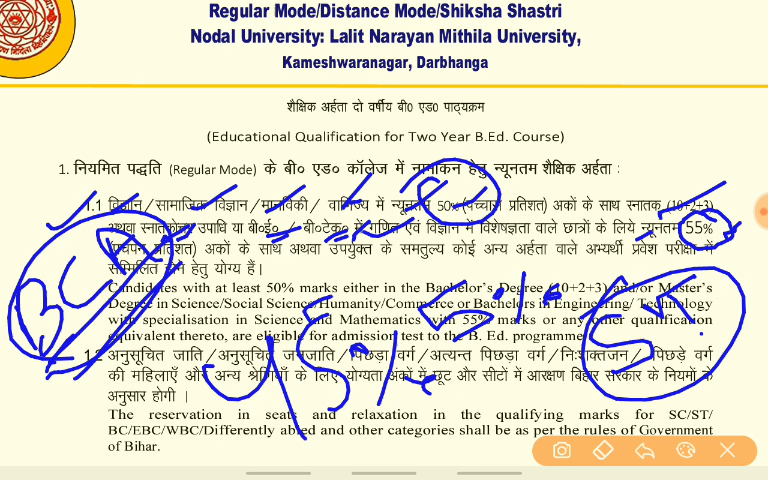 Regular Mode/Distance Mode/Shiksha Shastri
Nodal University: Lalit Narayan Mithila University,
Kameshwaranagar, Darbhanga
शैक्षिक अर्हता दो वर्षीय बी० एड० पाठ्यक्रम
(Educational Qualification for Two Year B.Ed. Course)
1. नियमित पद्धति (Regular Mode) के बी० एड० कॉलेज में नामांकन हेतु न्यूनतम शैक्षिक अर्हता :
1.1 विज्ञान/सामाजिक विज्ञान/मानविकी/ वाणिज्य में न्यूनतम 50% (पच्चास प्रतिशत) अकों के साथ स्नातक (10+2+3)
अथवा स्नातकोत्तर उपाधि या बी०ई० / बी०टेक० में गणित एवं विज्ञान में विशेषज्ञता वाले छात्रों के लिये न्यूनतम 55%
(पचपन प्रतिशत) अकों के साथ अथवा उपर्युक्त के समतुल्य कोई अन्य अर्हता वाले अभ्यर्थी प्रवेश परीक्षा में
सम्मिलित होने हेतु योग्य हैं।
Candidates with at least 50% marks either in the Bachelor's Degree (10+2+3) and/or Master's
Degree in Science/Social Science/Humanity/Commerce or Bachelors in Engineering/ Technology
with specialisation in Science and Mathematics with 55% marks or any other qualification
equivalent thereto, are eligible for admission test to the B. Ed. programme
1.2 अनुसूचित जाति/अनुसूचित जनजाति/पिछड़ा वर्ग/अत्यन्त पिछड़ा वर्ग/निःशक्तजन/ पिछड़े वर्ग
की महिलाएँ और अन्य श्रेणियों के लिए योग्यता अंकों में छूट और सीटों में आरक्षण बिहार सरकार के नियमों के
अनुसार होगी ।
The reservation in seats and relaxation in the qualifying marks for SC/ST/
BC/EBC/WBC/Differently abled and other categories shall be as per the rules of Government
of Bihar.
BCA
5%
45%